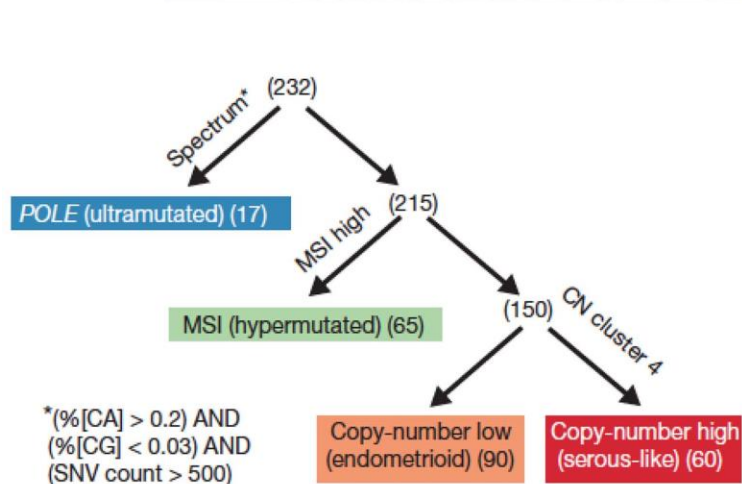 (232)
Spectrum*
POLE (ultramutated) (17)
(215)
MSI high
MSI (hypermutated) (65)
(150)
CN cluster 4
*(%[CA] > 0.2) AND
(%[CG] < 0.03) AND
(SNV count > 500)
Copy-number low
(endometrioid) (90)
Copy-number high
(serous-like) (60)